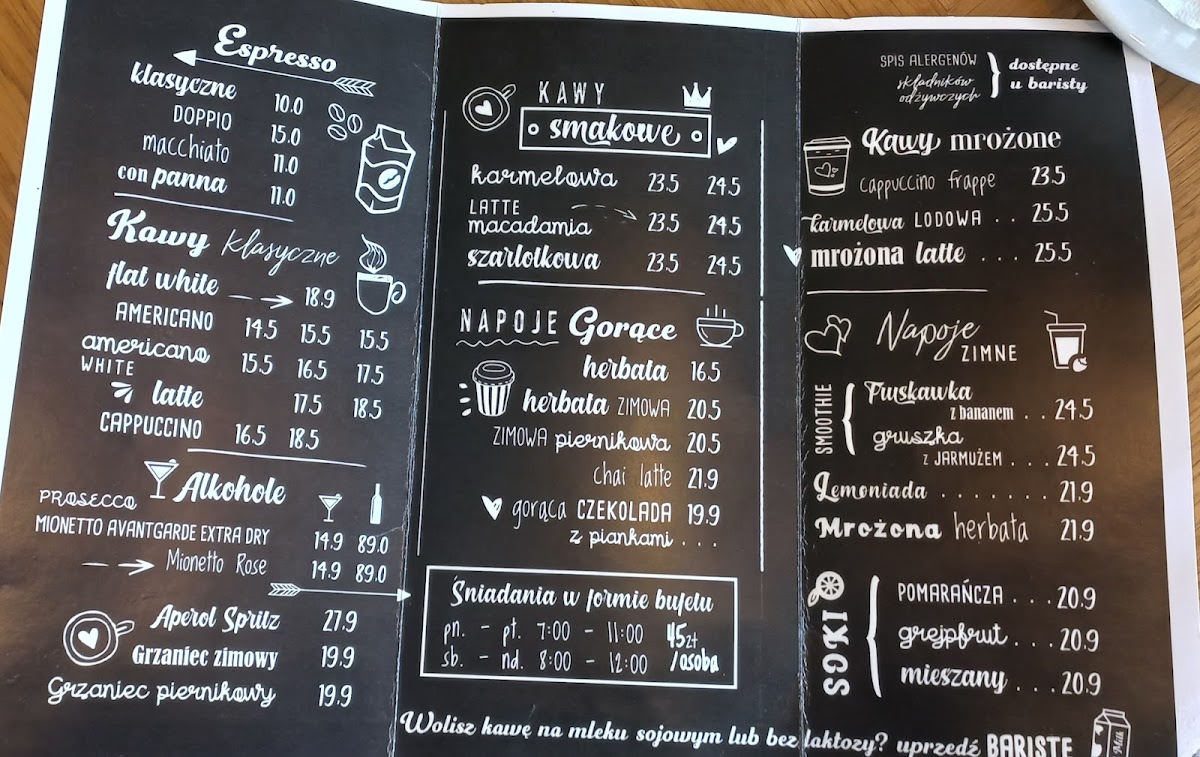 Espresso
klasyczne 10.0
DOPPIO 15.0
macchiato 11.0
con panna 11.0
Kawy klasyczne
flat white 18.9
AMERICANO 14.5 15.5 15.5
americano 15.5 16.5 17.5
WHITE
latte 17.5 18.5
CAPPUCCINO 16.5 18.5
Alkohole
PROSECCO
MIONETTO AVANTGARDE EXTRA DRY 14.9 89.0
Mionetto Rose 14.9 89.0
Aperol Spritz 27.9
Grzaniec zimowy 19.9
Grzaniec piernikowy 19.9
KAWY
smakowe
karmelowa 23.5 24.5
LATTE
macadamia 23.5 24.5
szarlotkowa 23.5 24.5
NAPOJE Gorące
herbata 16.5
herbata ZIMOWA 20.5
ZIMOWA piernikowa 20.5
chai latte 21.9
gorąca CZEKOLADA 19.9
z piankami . . .
Śniadania w formie bufetu
pn. - pt. 7:00 - 11:00 45zł
sb. - nd. 8:00 - 12:00 /osoba
SPIS ALERGENÓW
składników
odżywczych
dostępne
u baristy
Kawy mrożone
cappuccino frappe 23.5
karmelowa LODOWA . . 25.5
mrożona latte . . . 25.5
Napoje
ZIMNE
SMOOTHIE
Truskawka
z bananem . . 24.5
gruszka
z JARMUŻEM . . . 24.5
Lemoniada . . . . . . . 21.9
Mrożona herbata 21.9
SOKI
POMARAŃCZA . . . 20.9
grejpfrut . . . 20.9
mieszany . . . 20.9
Wolisz kawę na mleku sojowym lub bez laktozy? uprzedź BARISTĘ
Milk